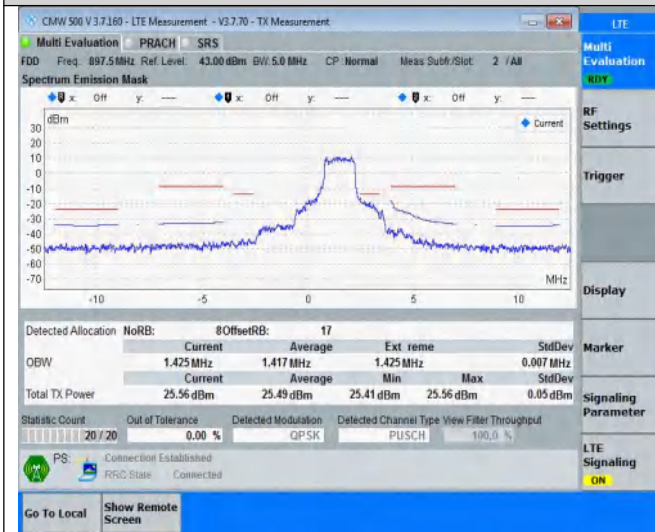 CMW 500 V 3.7.160 - LTE Measurement - V3.7.70 - TX Measurement
LTE
Multi Evaluation PRACH SRS
Multi Evaluation
RDY
FDD Freq: 897.5 MHz Ref. Level: 43.00 dBm BW: 5.0 MHz CP: Normal Meas Subfr./Slot: 2 / All
Spectrum Emission Mask
x: Off y: --- x: Off y: --- x: Off y: ---
RF Settings
dBm
Current
30
20
10
0
-10
-20
-30
-40
-50
-60
-70
MHz
-10 -5 0 5 10
Trigger
Display
Detected Allocation NoRB: 8 OffsetRB: 17
Current Average Ext reme StdDev
OBW 1.425 MHz 1.417 MHz 1.425 MHz 0.007 MHz
Marker
Current Average Min Max StdDev
Total TX Power 25.56 dBm 25.49 dBm 25.41 dBm 25.56 dBm 0.05 dBm
Signaling Parameter
Statistic Count Out of Tolerance Detected Modulation Detected Channel Type View Filter Throughput
20 / 20 0.00 % QPSK PUSCH 100,0 %
PS: Connection Established
RRC State Connected
LTE Signaling
ON
Go To Local
Show Remote Screen